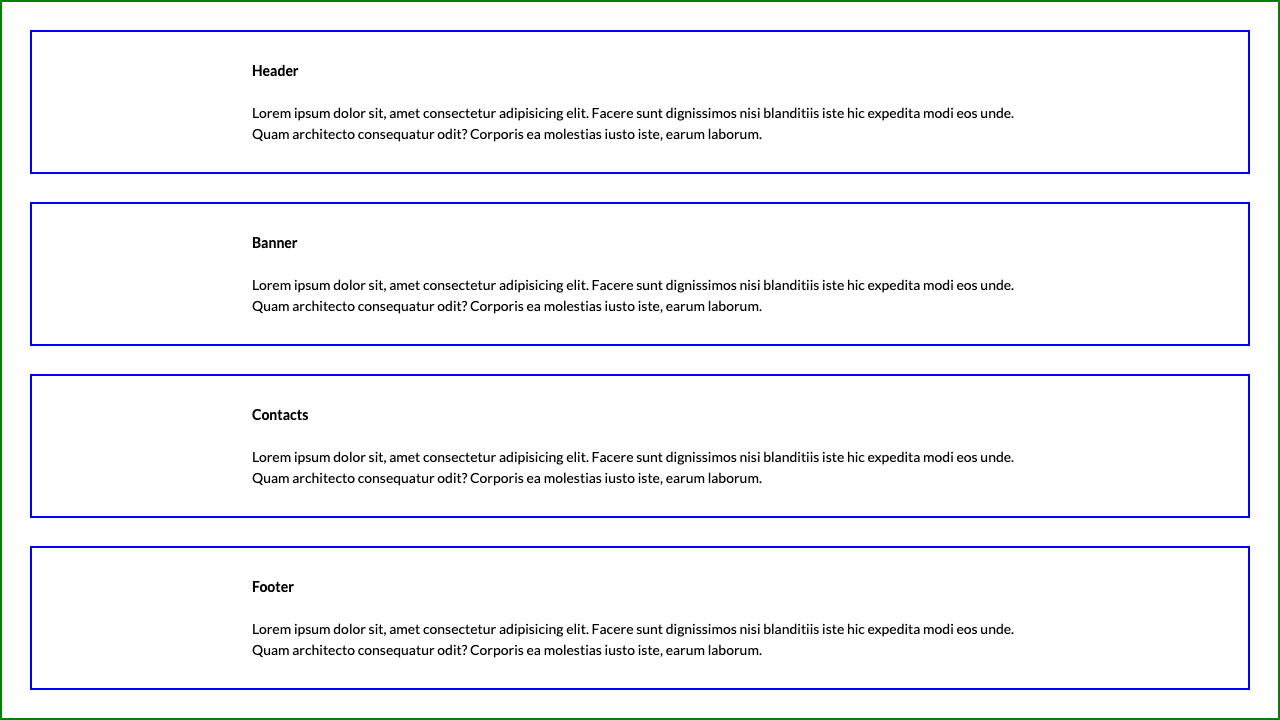 Header
Lorem ipsum dolor sit, amet consectetur adipisicing elit. Facere sunt dignissimos nisi blanditiis iste hic expedita modi eos unde.
Quam architecto consequatur odit? Corporis ea molestias iusto iste, earum laborum.
Banner
Lorem ipsum dolor sit, amet consectetur adipisicing elit. Facere sunt dignissimos nisi blanditiis iste hic expedita modi eos unde.
Quam architecto consequatur odit? Corporis ea molestias iusto iste, earum laborum.
Contacts
Lorem ipsum dolor sit, amet consectetur adipisicing elit. Facere sunt dignissimos nisi blanditiis iste hic expedita modi eos unde.
Quam architecto consequatur odit? Corporis ea molestias iusto iste, earum laborum.
Footer
Lorem ipsum dolor sit, amet consectetur adipisicing elit. Facere sunt dignissimos nisi blanditiis iste hic expedita modi eos unde.
Quam architecto consequatur odit? Corporis ea molestias iusto iste, earum laborum.